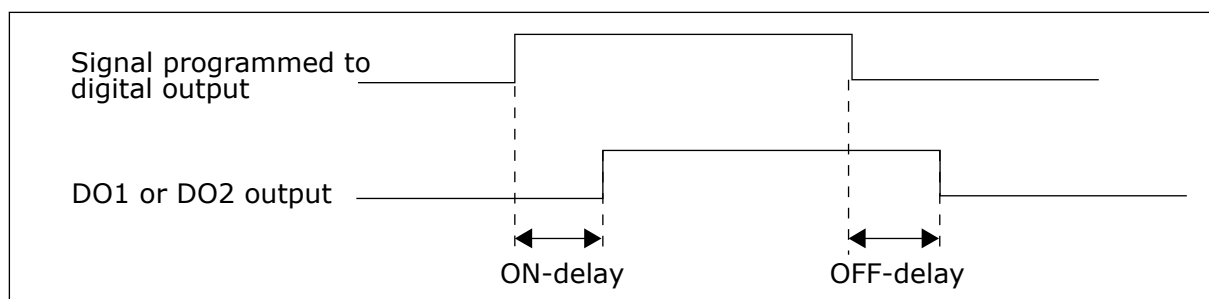 Signal programmed to
digital output
DO1 or DO2 output
ON-delay
OFF-delay